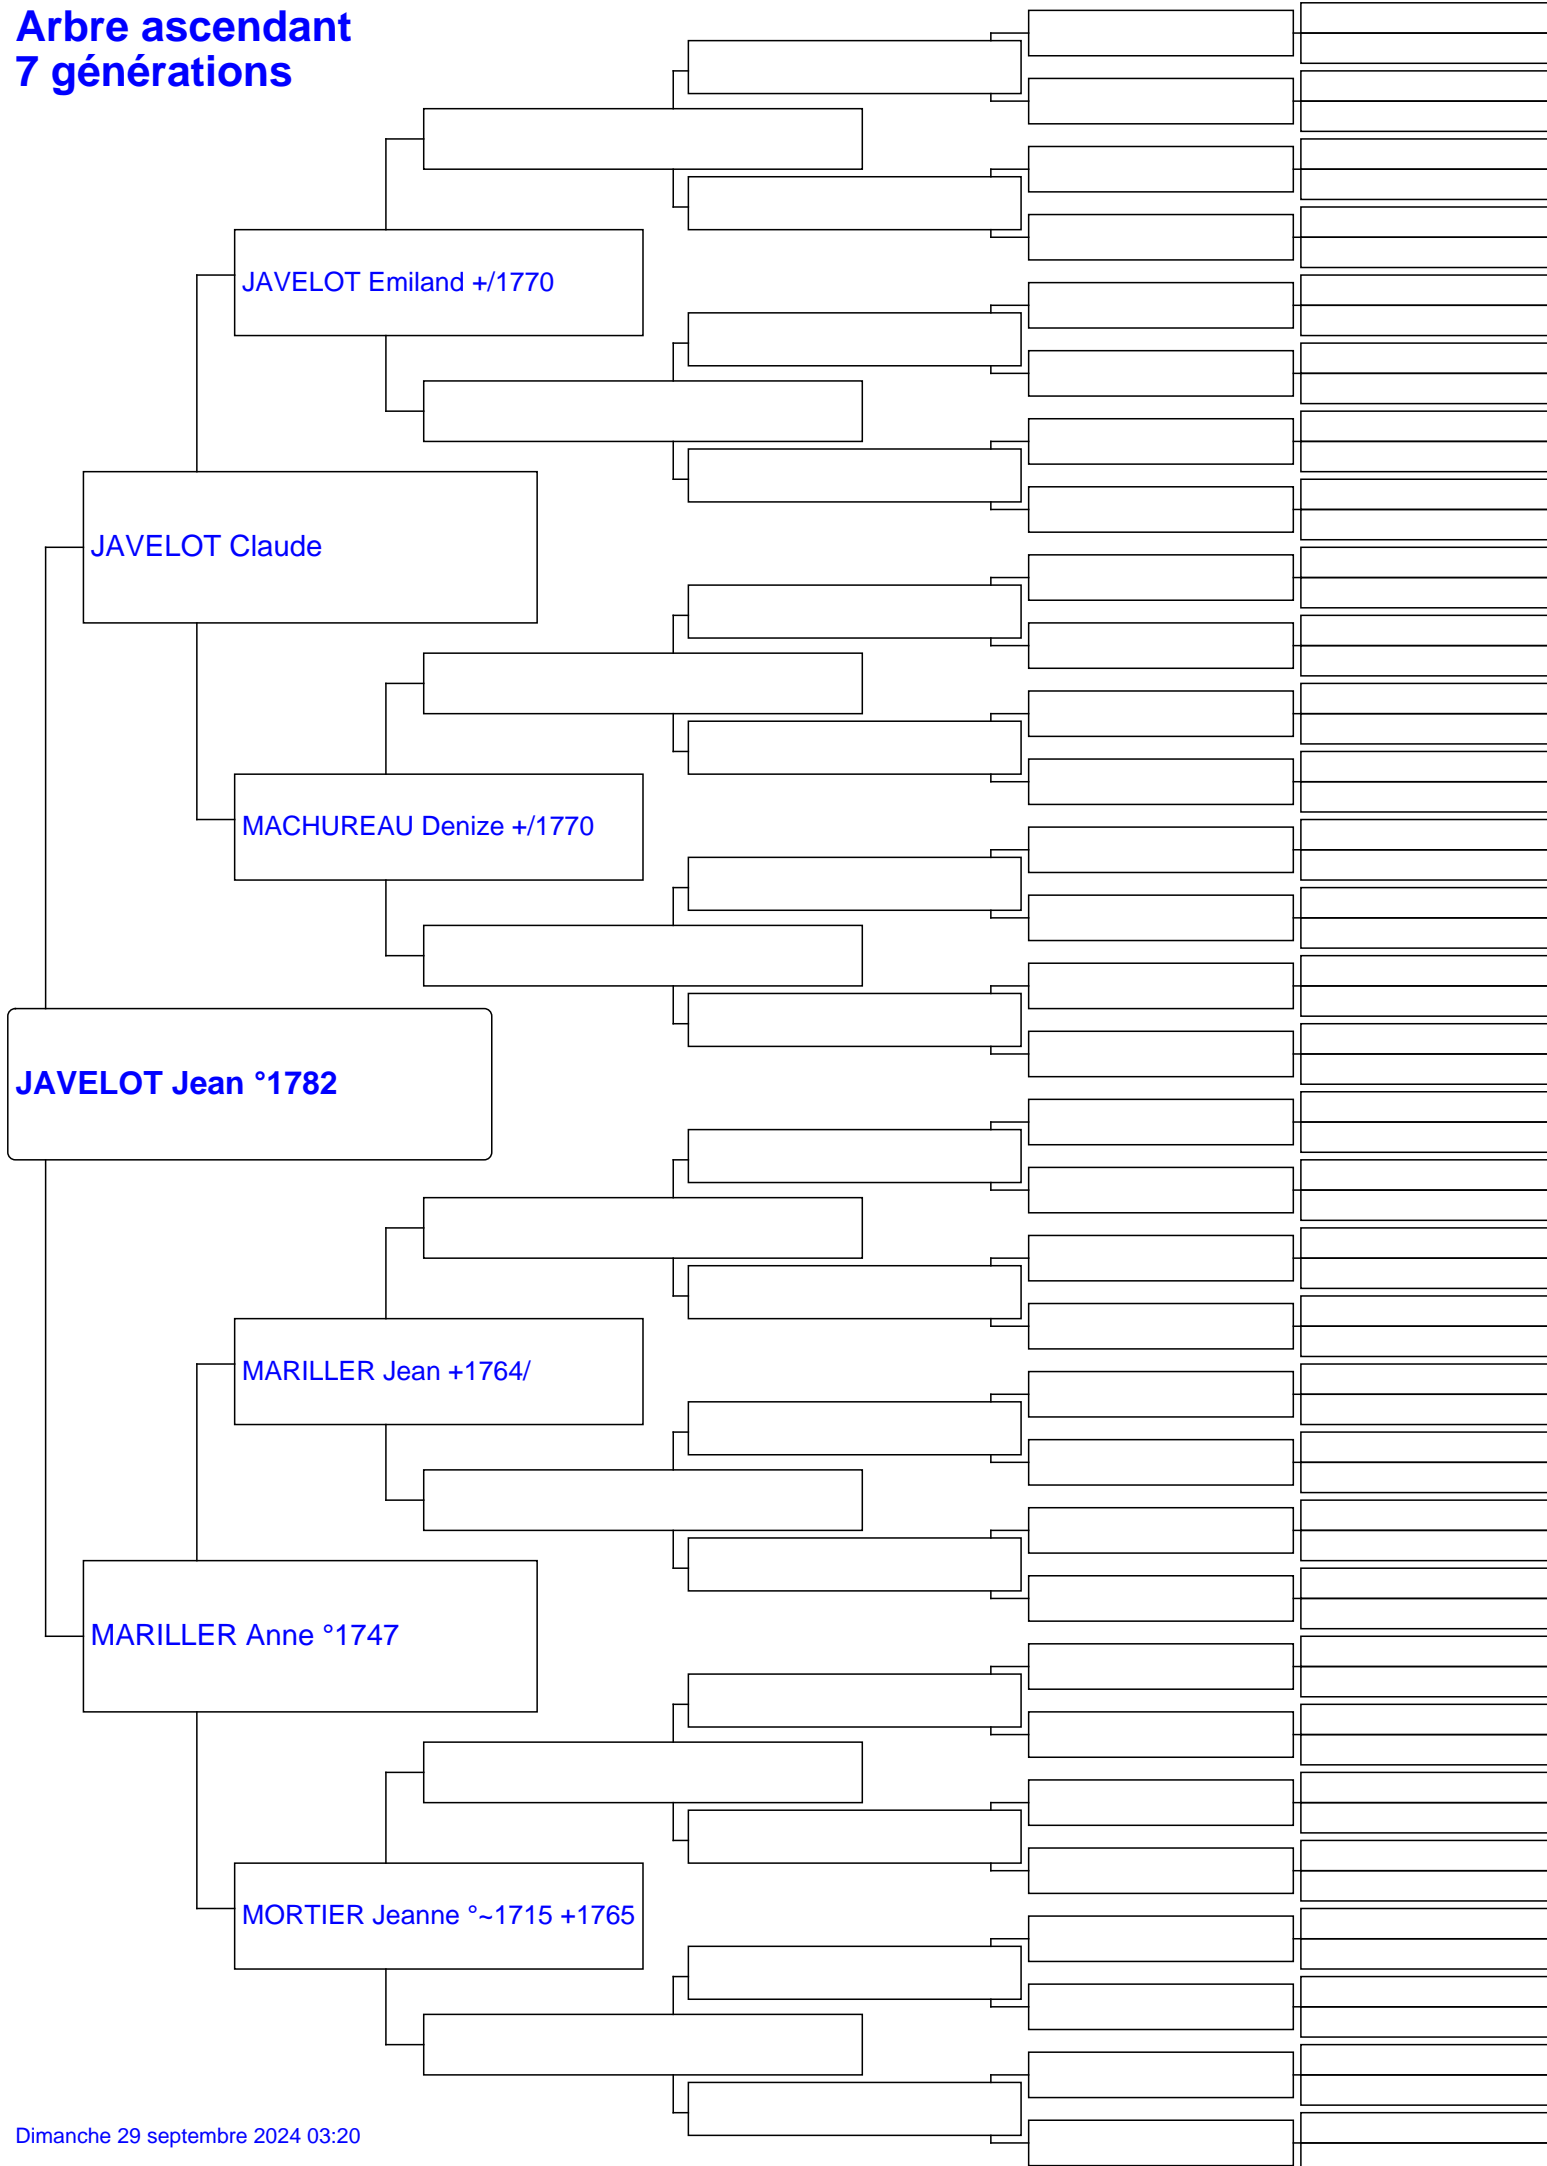 Arbre ascendant
7 générations
JAVELOT Emiland +/1770
JAVELOT Claude
MACHUREAU Denize +/1770
JAVELOT Jean °1782
MARILLER Jean +1764/
MARILLER Anne °1747
MORTIER Jeanne °~1715 +1765
Dimanche 29 septembre 2024 03:20